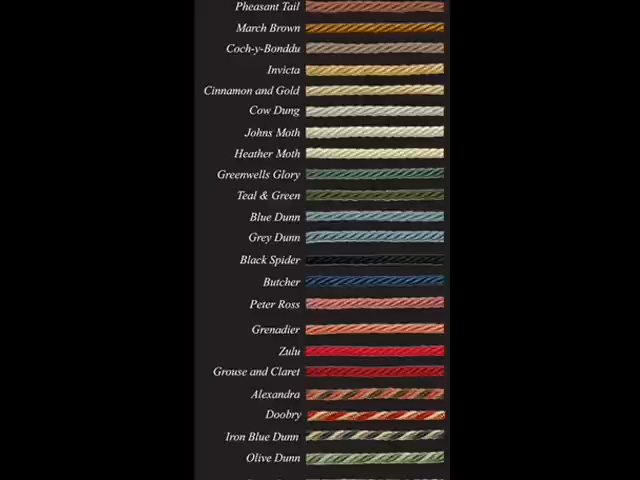 Pheasant Tail
March Brown
Coch-y-Bonddu
Invicta
Cinnamon and Gold
Cow Dung
Johns Moth
Heather Moth
Greenwells Glory
Teal & Green
Blue Dunn
Grey Dunn
Black Spider
Butcher
Peter Ross
Grenadier
Zulu
Grouse and Claret
Alexandra
Doobry
Iron Blue Dunn
Olive Dunn